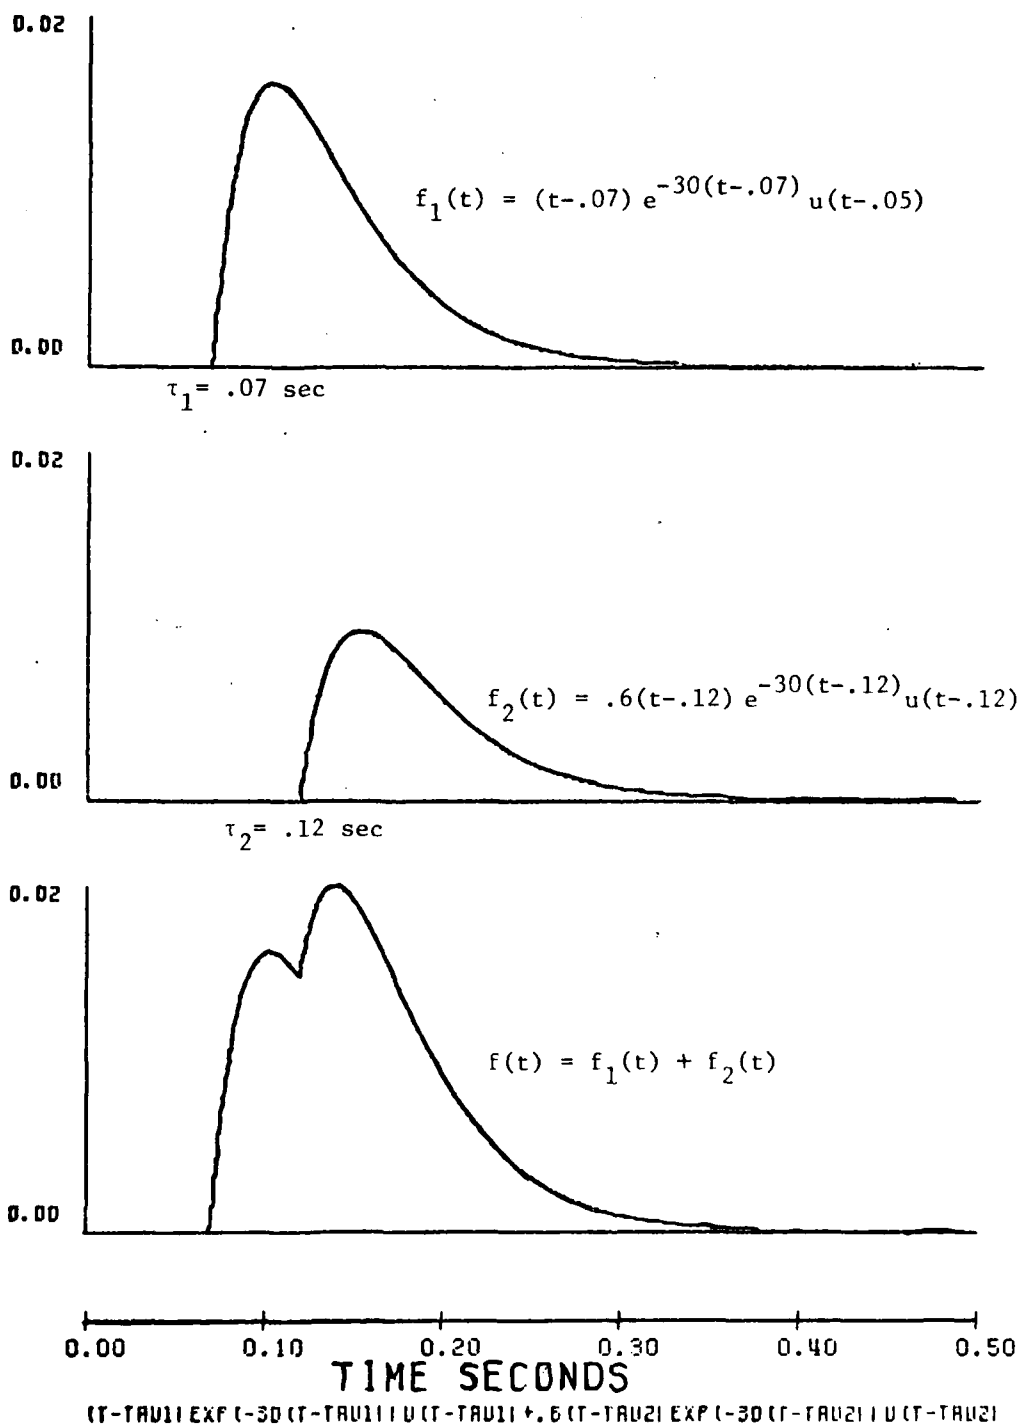 0.02
f₁(t) = (t-.07) e^-30(t-.07) u(t-.05)
0.00
τ₁= .07 sec
0.02
f₂(t) = .6(t-.12) e^-30(t-.12) u(t-.12)
0.00
τ₂= .12 sec
0.02
f(t) = f₁(t) + f₂(t)
0.00
0.00 0.10 0.20 0.30 0.40 0.50
TIME SECONDS
(T-TAU1) EXP (-30 (T-TAU1)) U (T-TAU1) +.6 (T-TAU2) EXP (-30 (T-TAU2)) U (T-TAU2)